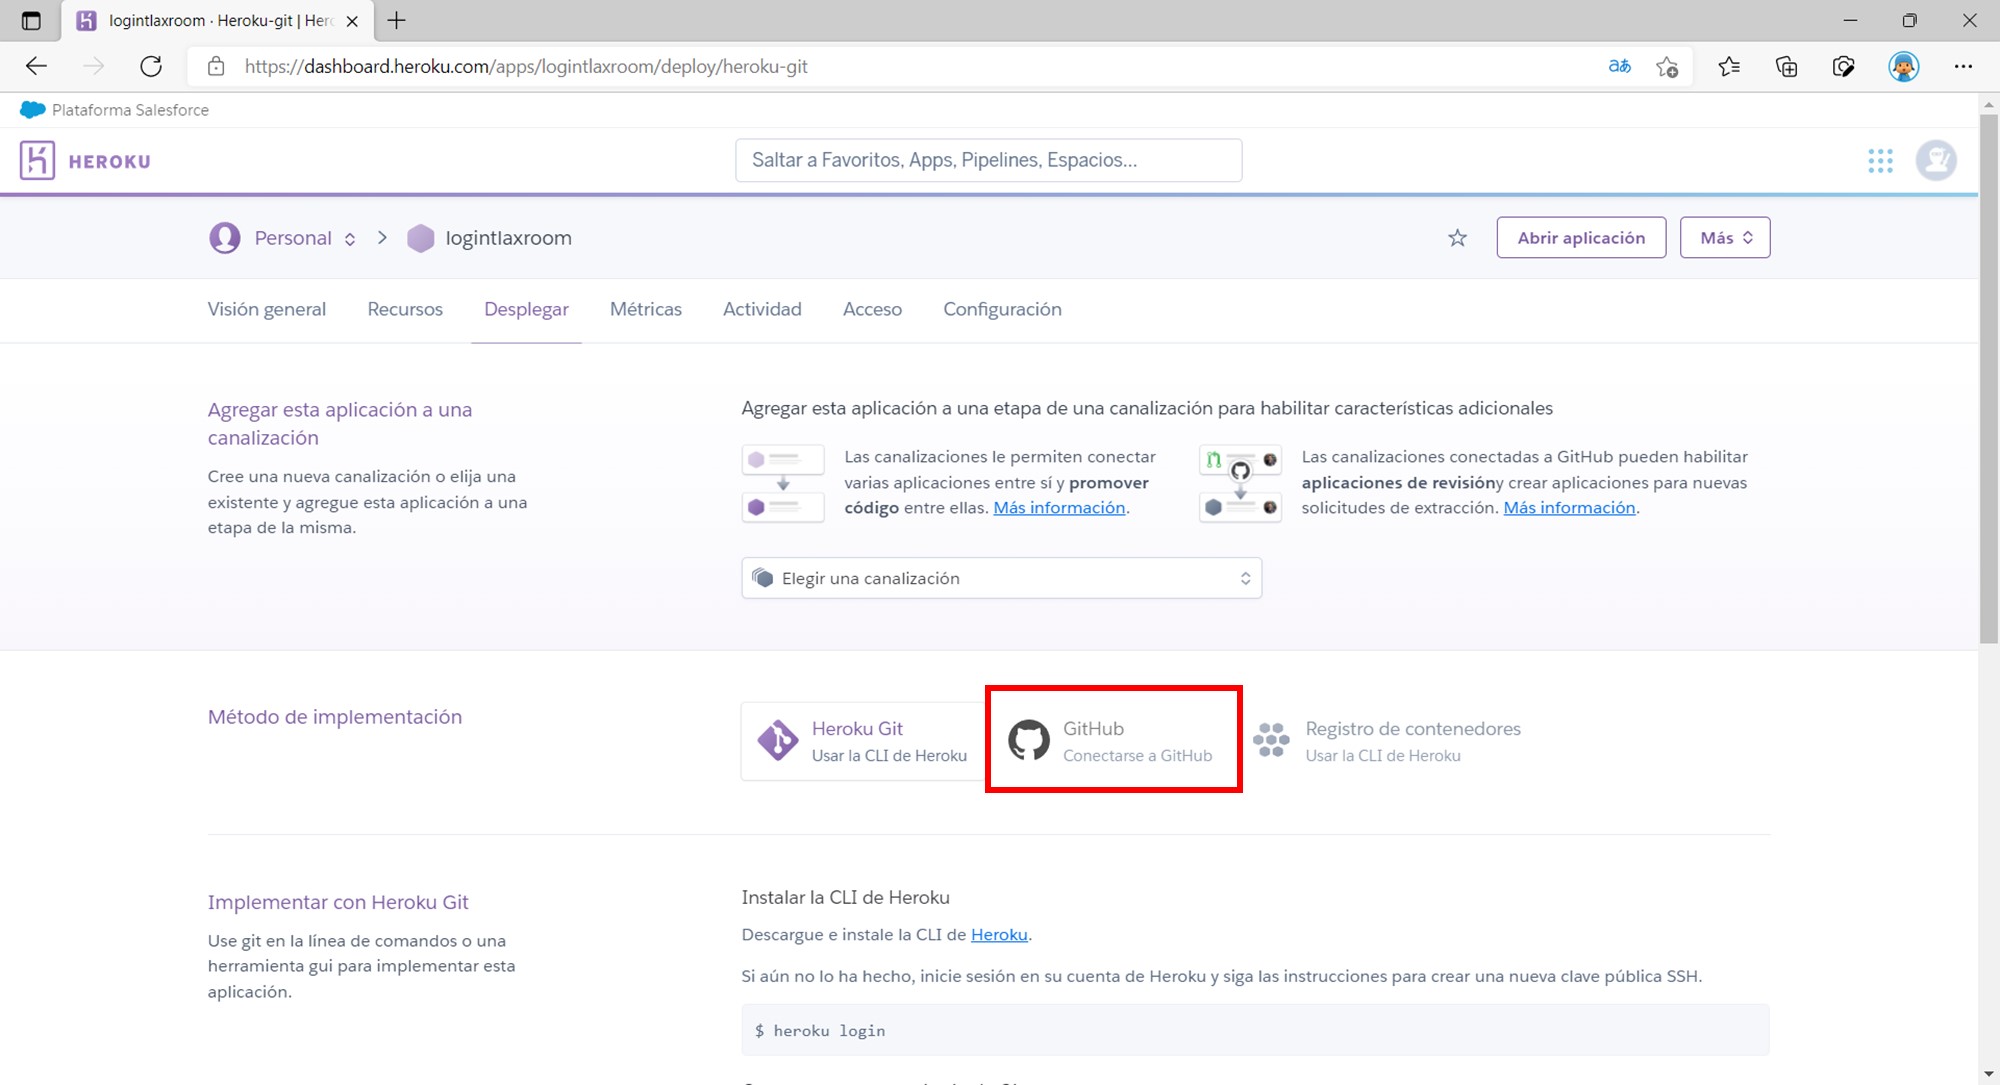 logintlaxroom · Heroku-git | Her
https://dashboard.heroku.com/apps/logintlaxroom/deploy/heroku-git
aあ
Plataforma Salesforce
HEROKU
Saltar a Favoritos, Apps, Pipelines, Espacios...
Personal
logintlaxroom
Abrir aplicación
Más
Visión general
Recursos
Desplegar
Métricas
Actividad
Acceso
Configuración
Agregar esta aplicación a una
canalización
Cree una nueva canalización o elija una
existente y agregue esta aplicación a una
etapa de la misma.
Agregar esta aplicación a una etapa de una canalización para habilitar características adicionales
Las canalizaciones le permiten conectar
varias aplicaciones entre sí y promover
código entre ellas. Más información.
Las canalizaciones conectadas a GitHub pueden habilitar
aplicaciones de revisióny crear aplicaciones para nuevas
solicitudes de extracción. Más información.
Elegir una canalización
Método de implementación
Heroku Git
Usar la CLI de Heroku
GitHub
Conectarse a GitHub
Registro de contenedores
Usar la CLI de Heroku
Implementar con Heroku Git
Use git en la línea de comandos o una
herramienta gui para implementar esta
aplicación.
Instalar la CLI de Heroku
Descargue e instale la CLI de Heroku.
Si aún no lo ha hecho, inicie sesión en su cuenta de Heroku y siga las instrucciones para crear una nueva clave pública SSH.
$ heroku login